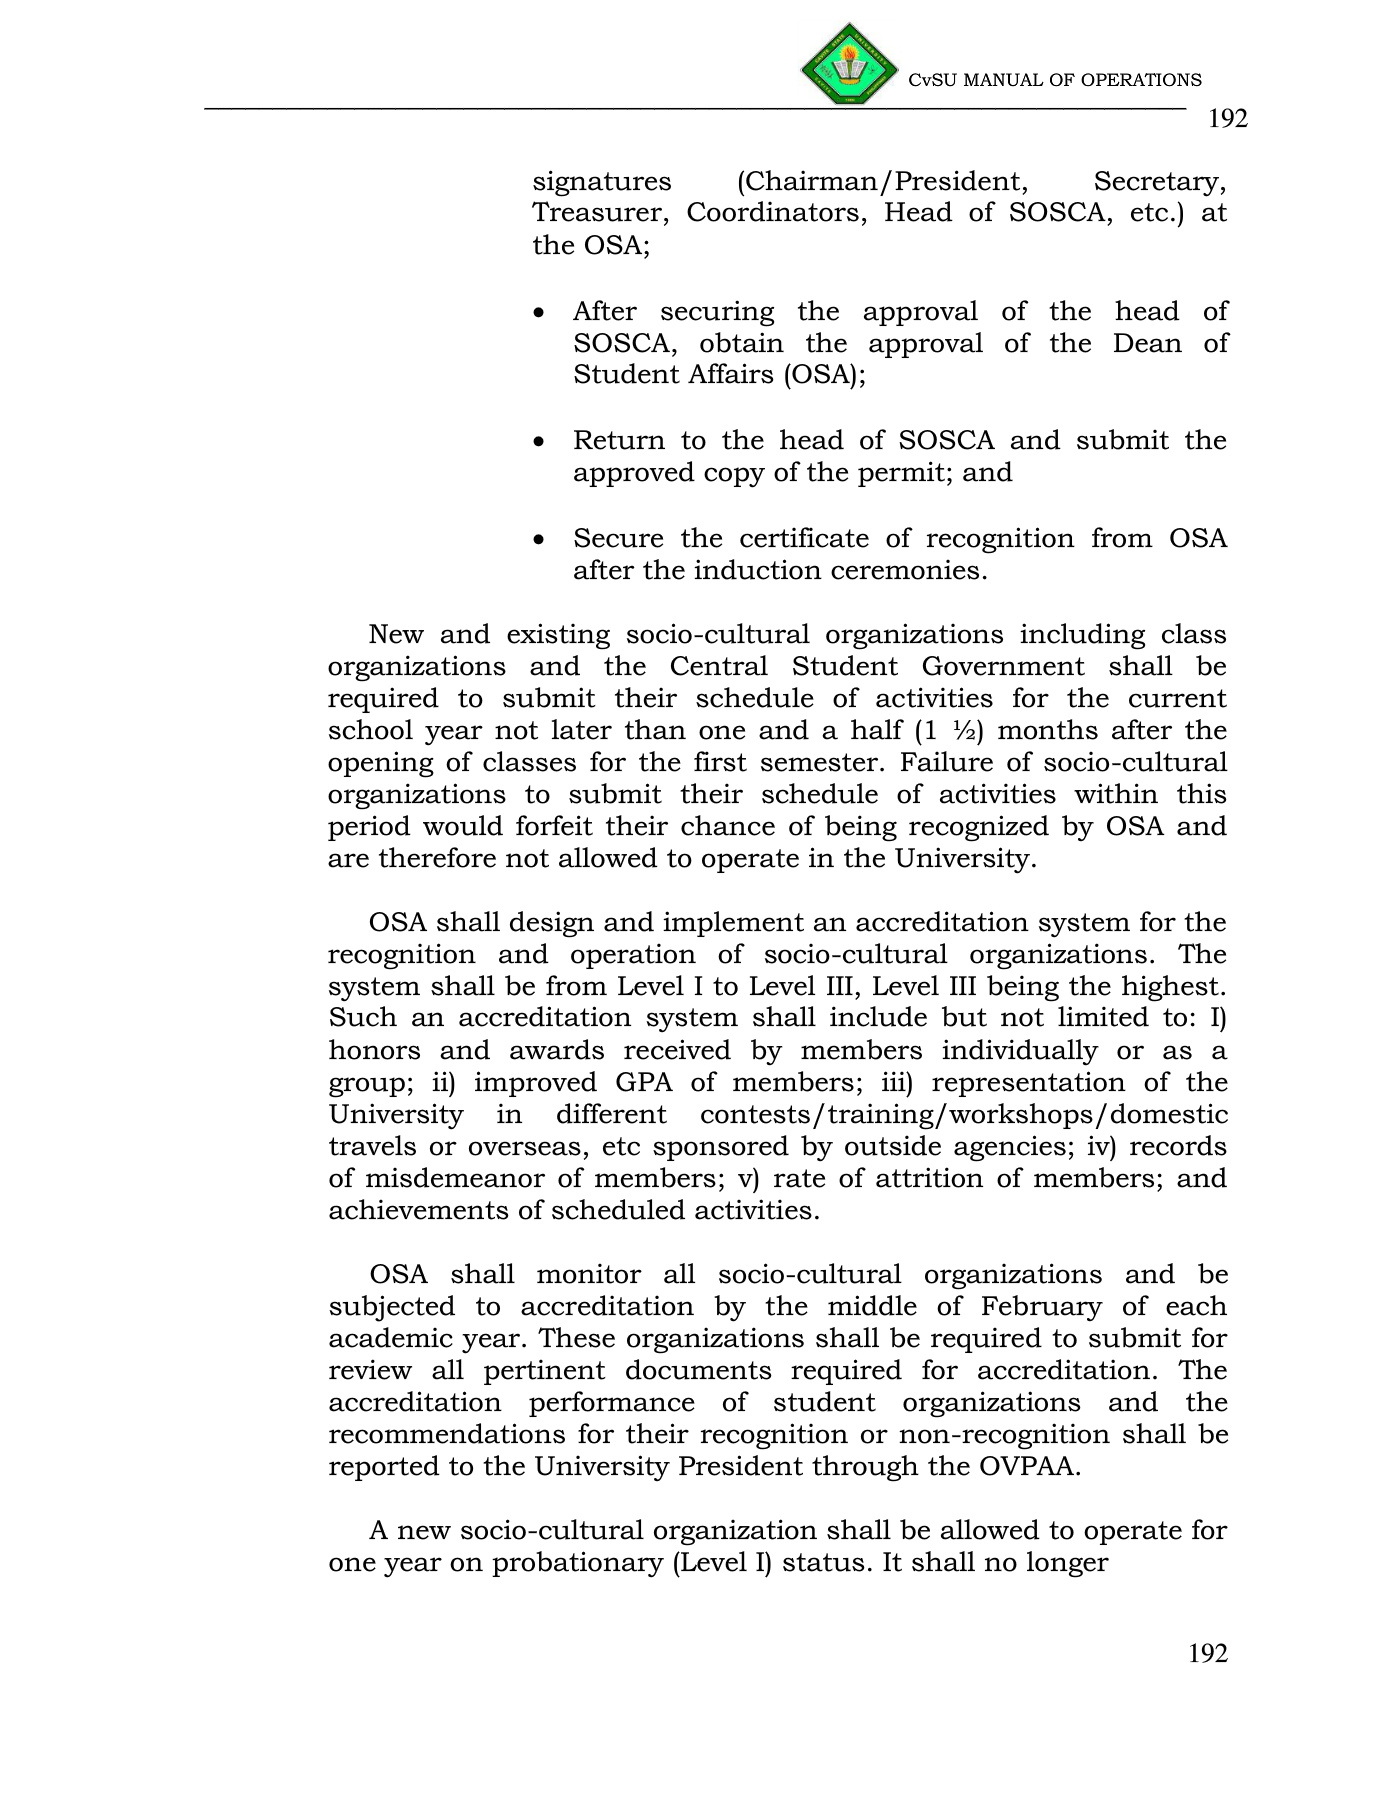 CvSU MANUAL OF OPERATIONS
192
signatures (Chairman/President, Secretary,
Treasurer, Coordinators, Head of SOSCA, etc.) at
the OSA;
• After securing the approval of the head of
SOSCA, obtain the approval of the Dean of
Student Affairs (OSA);
• Return to the head of SOSCA and submit the
approved copy of the permit; and
• Secure the certificate of recognition from OSA
after the induction ceremonies.
New and existing socio-cultural organizations including class
organizations and the Central Student Government shall be
required to submit their schedule of activities for the current
school year not later than one and a half (1 ½) months after the
opening of classes for the first semester. Failure of socio-cultural
organizations to submit their schedule of activities within this
period would forfeit their chance of being recognized by OSA and
are therefore not allowed to operate in the University.
OSA shall design and implement an accreditation system for the
recognition and operation of socio-cultural organizations. The
system shall be from Level I to Level III, Level III being the highest.
Such an accreditation system shall include but not limited to: I)
honors and awards received by members individually or as a
group; ii) improved GPA of members; iii) representation of the
University in different contests/training/workshops/domestic
travels or overseas, etc sponsored by outside agencies; iv) records
of misdemeanor of members; v) rate of attrition of members; and
achievements of scheduled activities.
OSA shall monitor all socio-cultural organizations and be
subjected to accreditation by the middle of February of each
academic year. These organizations shall be required to submit for
review all pertinent documents required for accreditation. The
accreditation performance of student organizations and the
recommendations for their recognition or non-recognition shall be
reported to the University President through the OVPAA.
A new socio-cultural organization shall be allowed to operate for
one year on probationary (Level I) status. It shall no longer
192